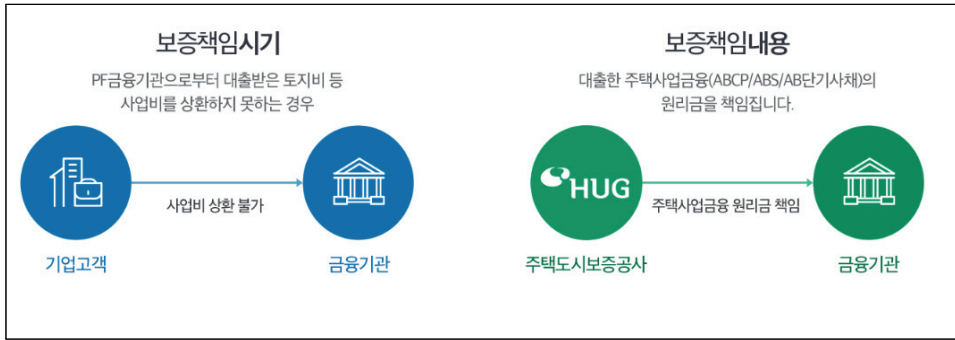 보증책임시기
PF금융기관으로부터 대출받은 토지비 등
사업비를 상환하지 못하는 경우
사업비 상환 불가
기업고객
금융기관
보증책임내용
대출한 주택사업금융(ABCP/ABS/AB단기사채)의
원리금을 책임집니다.
HUG
주택사업금융 원리금 책임
주택도시보증공사
금융기관